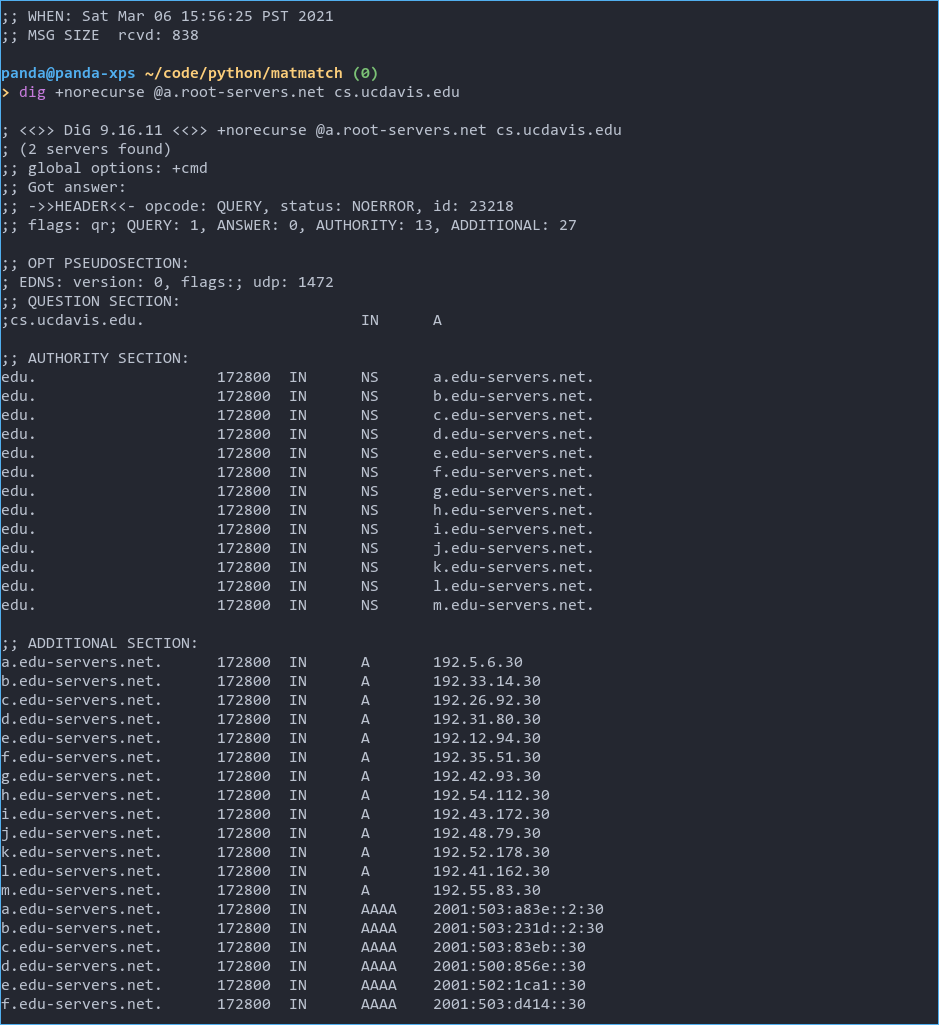 ;; WHEN: Sat Mar 06 15:56:25 PST 2021
;; MSG SIZE  rcvd: 838

panda@panda-xps ~/code/python/matmatch (0)
> dig +norecurse @a.root-servers.net cs.ucdavis.edu

; <<>> DiG 9.16.11 <<>> +norecurse @a.root-servers.net cs.ucdavis.edu
; (2 servers found)
;; global options: +cmd
;; Got answer:
;; ->>HEADER<<- opcode: QUERY, status: NOERROR, id: 23218
;; flags: qr; QUERY: 1, ANSWER: 0, AUTHORITY: 13, ADDITIONAL: 27

;; OPT PSEUDOSECTION:
; EDNS: version: 0, flags:; udp: 1472
;; QUESTION SECTION:
;cs.ucdavis.edu.                        IN      A

;; AUTHORITY SECTION:
edu.                    172800  IN      NS      a.edu-servers.net.
edu.                    172800  IN      NS      b.edu-servers.net.
edu.                    172800  IN      NS      c.edu-servers.net.
edu.                    172800  IN      NS      d.edu-servers.net.
edu.                    172800  IN      NS      e.edu-servers.net.
edu.                    172800  IN      NS      f.edu-servers.net.
edu.                    172800  IN      NS      g.edu-servers.net.
edu.                    172800  IN      NS      h.edu-servers.net.
edu.                    172800  IN      NS      i.edu-servers.net.
edu.                    172800  IN      NS      j.edu-servers.net.
edu.                    172800  IN      NS      k.edu-servers.net.
edu.                    172800  IN      NS      l.edu-servers.net.
edu.                    172800  IN      NS      m.edu-servers.net.

;; ADDITIONAL SECTION:
a.edu-servers.net.      172800  IN      A       192.5.6.30
b.edu-servers.net.      172800  IN      A       192.33.14.30
c.edu-servers.net.      172800  IN      A       192.26.92.30
d.edu-servers.net.      172800  IN      A       192.31.80.30
e.edu-servers.net.      172800  IN      A       192.12.94.30
f.edu-servers.net.      172800  IN      A       192.35.51.30
g.edu-servers.net.      172800  IN      A       192.42.93.30
h.edu-servers.net.      172800  IN      A       192.54.112.30
i.edu-servers.net.      172800  IN      A       192.43.172.30
j.edu-servers.net.      172800  IN      A       192.48.79.30
k.edu-servers.net.      172800  IN      A       192.52.178.30
l.edu-servers.net.      172800  IN      A       192.41.162.30
m.edu-servers.net.      172800  IN      A       192.55.83.30
a.edu-servers.net.      172800  IN      AAAA    2001:503:a83e::2:30
b.edu-servers.net.      172800  IN      AAAA    2001:503:231d::2:30
c.edu-servers.net.      172800  IN      AAAA    2001:503:83eb::30
d.edu-servers.net.      172800  IN      AAAA    2001:500:856e::30
e.edu-servers.net.      172800  IN      AAAA    2001:502:1ca1::30
f.edu-servers.net.      172800  IN      AAAA    2001:503:d414::30